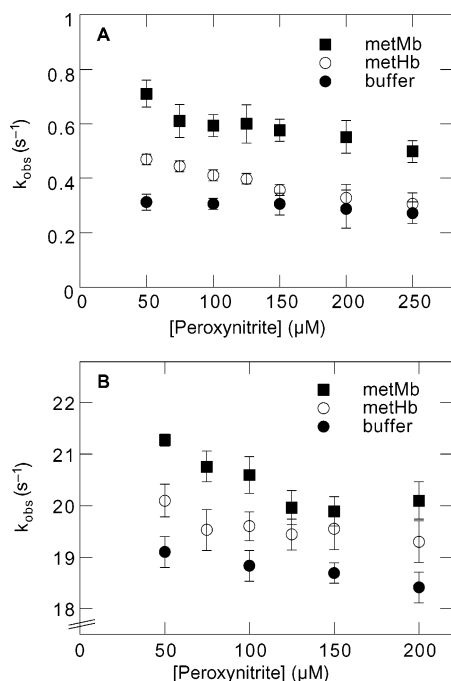 A
metMb
metHb
buffer
1
0.8
0.6
0.4
0.2
0
k_obs (s⁻¹)
0 50 100 150 200 250
[Peroxynitrite] (µM)
B
metMb
metHb
buffer
22
21
20
19
18
k_obs (s⁻¹)
0 50 100 150 200
[Peroxynitrite] (µM)